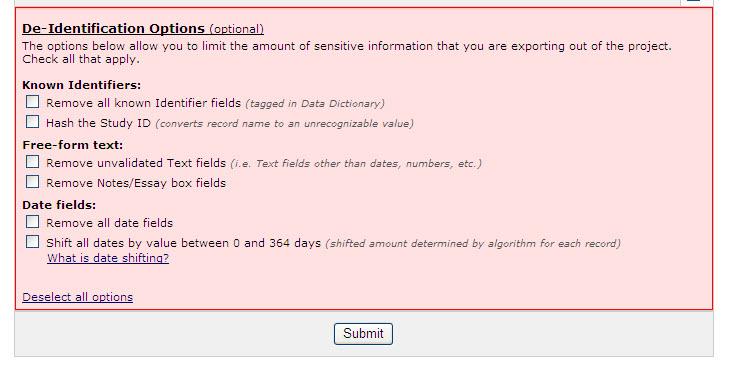 De-Identification Options (optional)
The options below allow you to limit the amount of sensitive information that you are exporting out of the project.
Check all that apply.
Known Identifiers:
Remove all known Identifier fields (tagged in Data Dictionary)
Hash the Study ID (converts record name to an unrecognizable value)
Free-form text:
Remove unvalidated Text fields (i.e. Text fields other than dates, numbers, etc.)
Remove Notes/Essay box fields
Date fields:
Remove all date fields
Shift all dates by value between 0 and 364 days (shifted amount determined by algorithm for each record)
What is date shifting?
Deselect all options
Submit